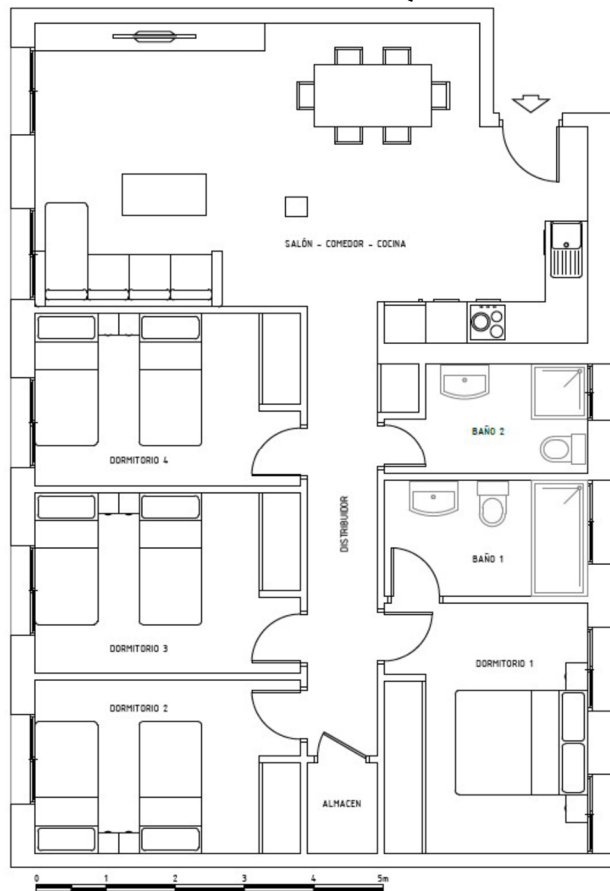 SALÓN - COMEDOR - COCINA
BAÑO 2
DORMITORIO 4
DISTRIBUIDOR
BAÑO 1
DORMITORIO 3
DORMITORIO 1
DORMITORIO 2
ALMACEN
0 1 2 3 4 5m